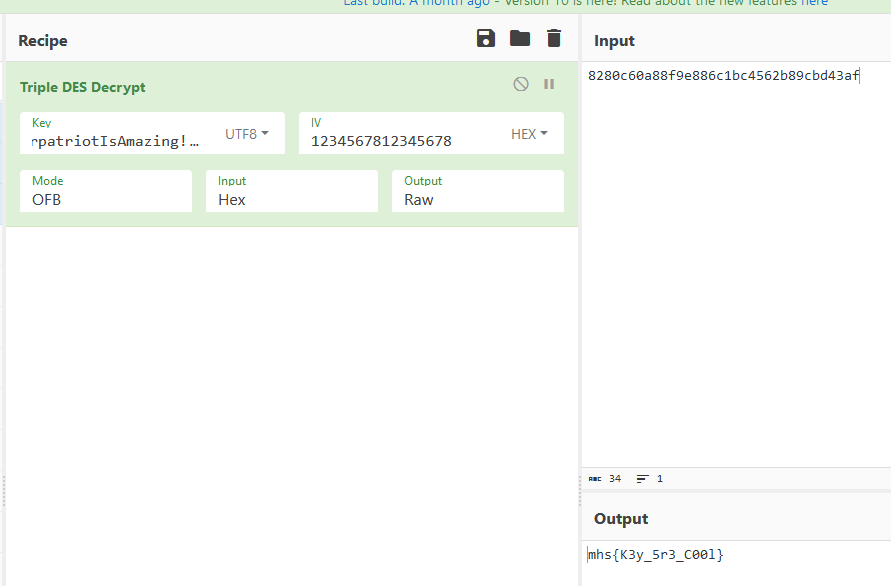 Last build: A month ago - Version 10 is here! Read about the new features here
Recipe
Triple DES Decrypt
Key
rpatriotIsAmazing!…
UTF8
IV
1234567812345678
HEX
Mode
OFB
Input
Hex
Output
Raw
Input
8280c60a88f9e886c1bc4562b89cbd43af
ABC 34 1
Output
mhs{K3y_5r3_C00l}